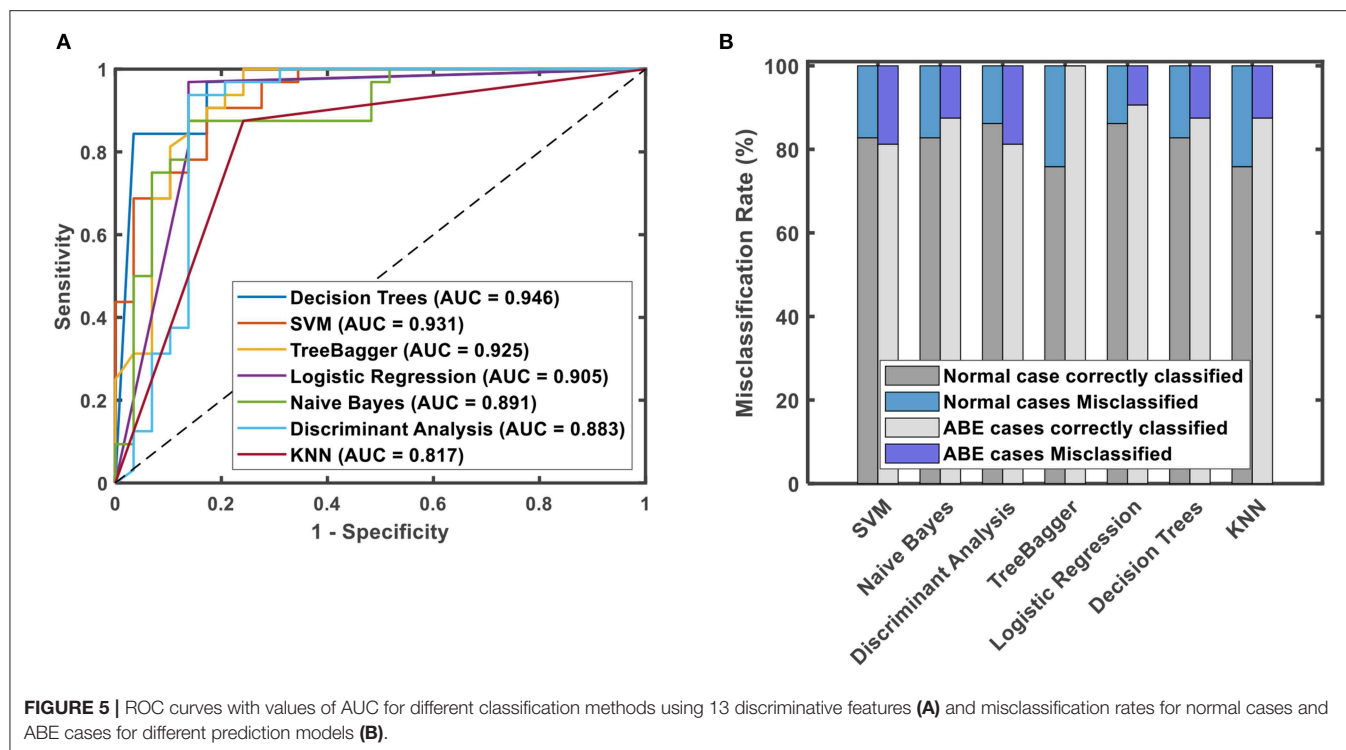 A
1
0.8
0.6
0.4
0.2
0
Sensitivity
Decision Trees (AUC = 0.946)
SVM (AUC = 0.931)
TreeBagger (AUC = 0.925)
Logistic Regression (AUC = 0.905)
Naive Bayes (AUC = 0.891)
Discriminant Analysis (AUC = 0.883)
KNN (AUC = 0.817)
0 0.2 0.4 0.6 0.8 1
1 - Specificity
B
100
80
60
40
20
0
Misclassification Rate (%)
Normal case correctly classified
Normal cases Misclassified
ABE cases correctly classified
ABE cases Misclassified
SVM
Naive Bayes
Discriminant Analysis
TreeBagger
Logistic Regression
Decision Trees
KNN
FIGURE 5 | ROC curves with values of AUC for different classification methods using 13 discriminative features (A) and misclassification rates for normal cases and
ABE cases for different prediction models (B).